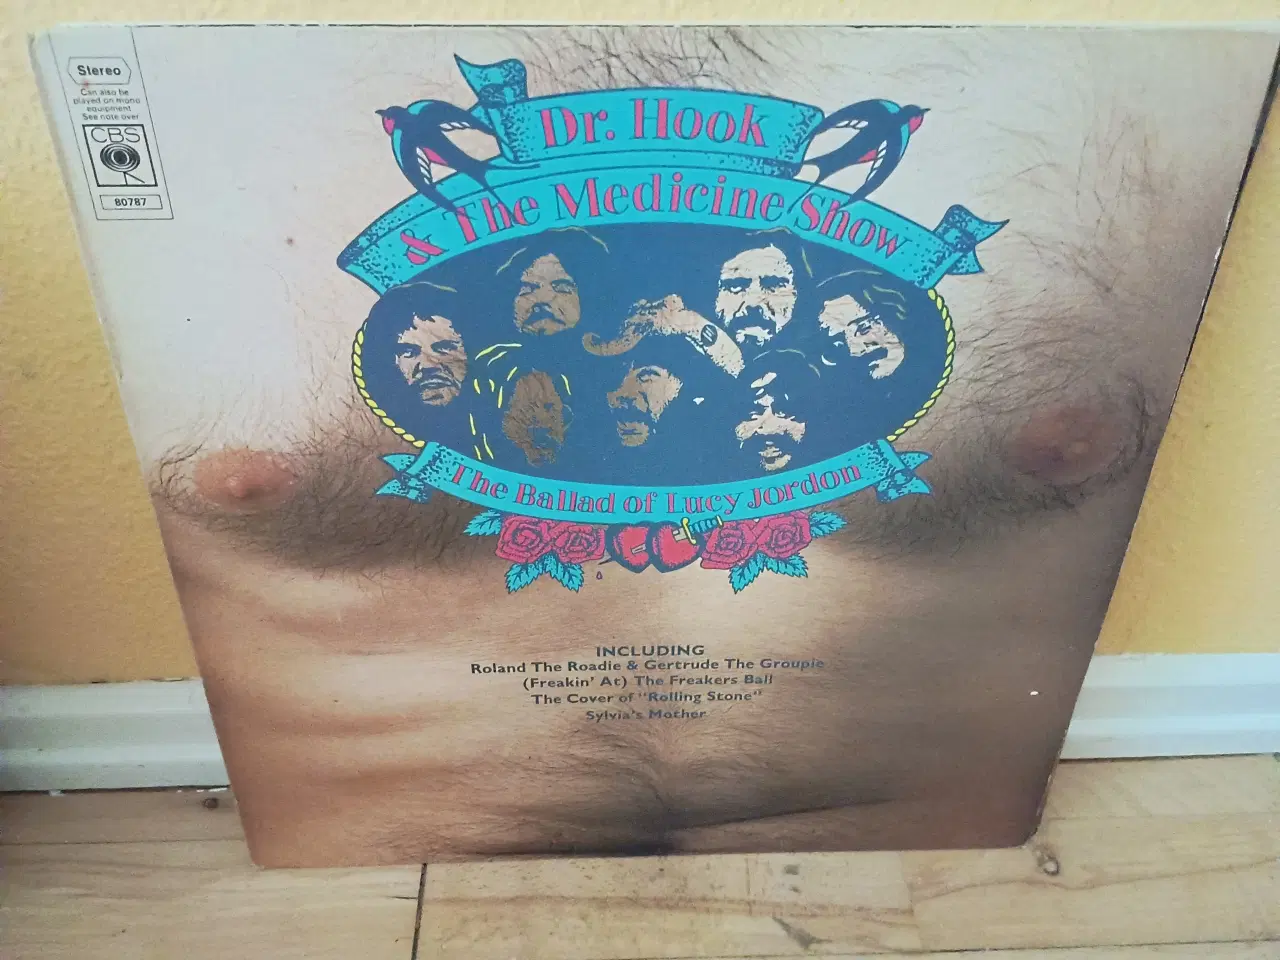 Stereo
Can also be
played on mono
equipment
See note over
CBS
80787
Dr. Hook
& The Medicine Show
The Ballad of Lucy Jordon
INCLUDING
Roland The Roadie & Gertrude The Groupie
(Freakin' At) The Freakers Ball
The Cover of "Rolling Stone"
Sylvia's Mother